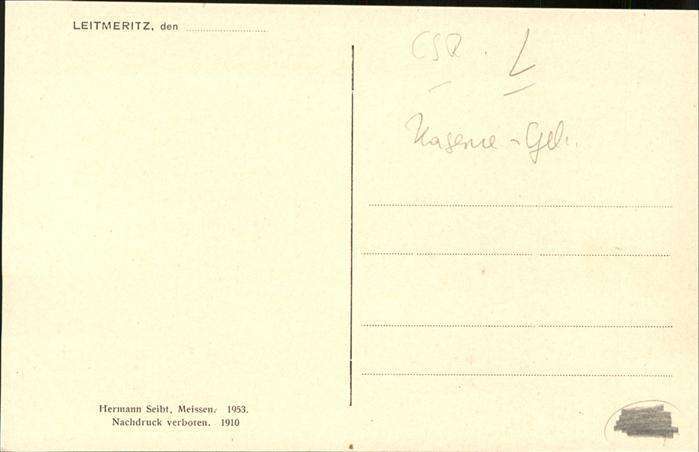 LEITMERITZ, den
CSR. L
Kaserne - Geb.
Hermann Seibt, Meissen. 1953.
Nachdruck verboten. 1910